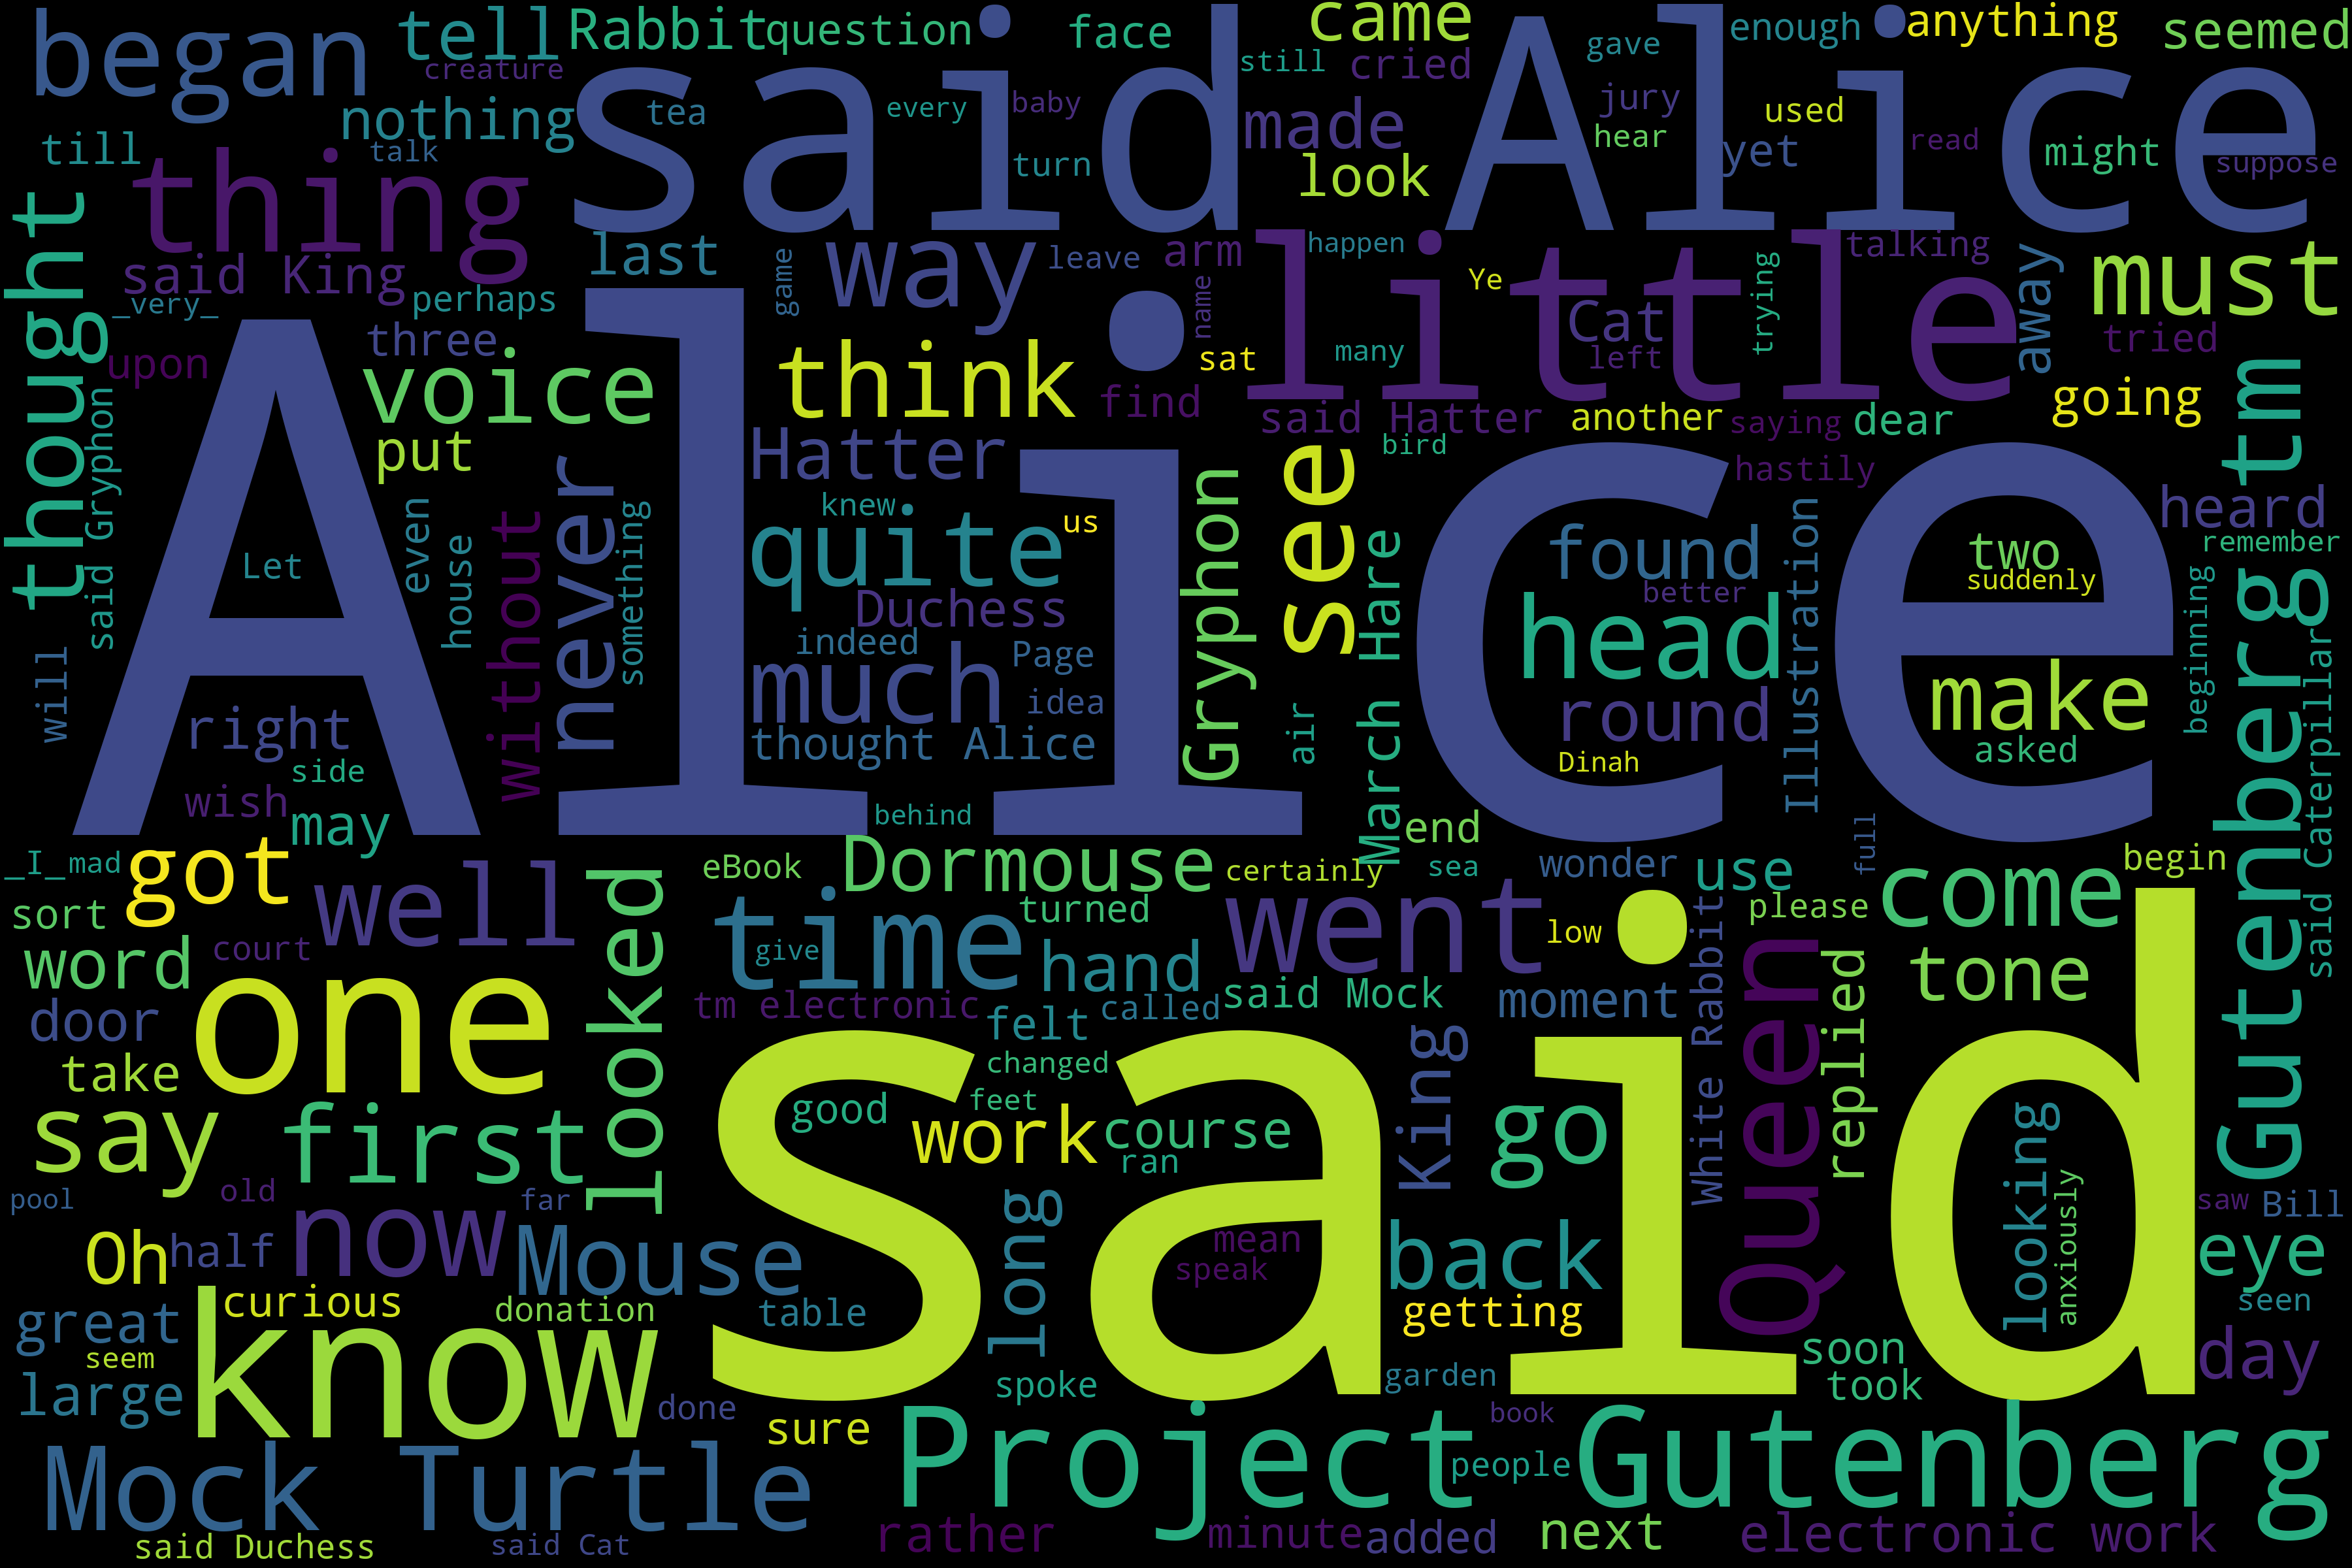 began
tell
Rabbit
question
face
came
enough
anything
seemed
creature
said Alice
still
cried
gave
nothing
tea
every
baby
made
jury
used
till
talk
turn
look
hear
yet
read
might
suppose
thing
thought
said King
last
way
leave
arm
happen
little
talking
away
must
_very_
perhaps
game
name
Ye
Cat
trying
upon
three
voice
think
sat
many
left
tried
tm
said Gryphon
put
find
said Hatter
another
saying
dear
going
Alice
Hatter
bird
hastily
never
without
even
house
something
knew
us
quite
Gryphon
see
March Hare
found
Illustration
two
heard
remember
Let
Duchess
better
suddenly
indeed
Page
head
beginning
will
much
idea
air
round
make
said Caterpillar
right
thought Alice
Dinah
asked
side
wish
may
behind
end
full
Gutenberg
_I_mad
got
well
looked
eBook
Dormouse
certainly
sea
wonder
use
come
begin
sort
time
turned
went
low
please
word
court
give
hand
White Rabbit
Queen
tone
one
door
tm electronic
felt
called
said Mock
moment
replied
take
changed
King
said
say
first
good
feet
work
course
ran
go
looking
anxiously
pool
old
now
far
Mouse
long
mean
speak
back
saw
Bill
Oh
half
eye
great
curious
donation
table
getting
seen
seem
know
soon
day
large
done
spoke
garden
took
sure
Project Gutenberg
book
people
Mock Turtle
said Duchess
said Cat
rather
minute
added
next
electronic work